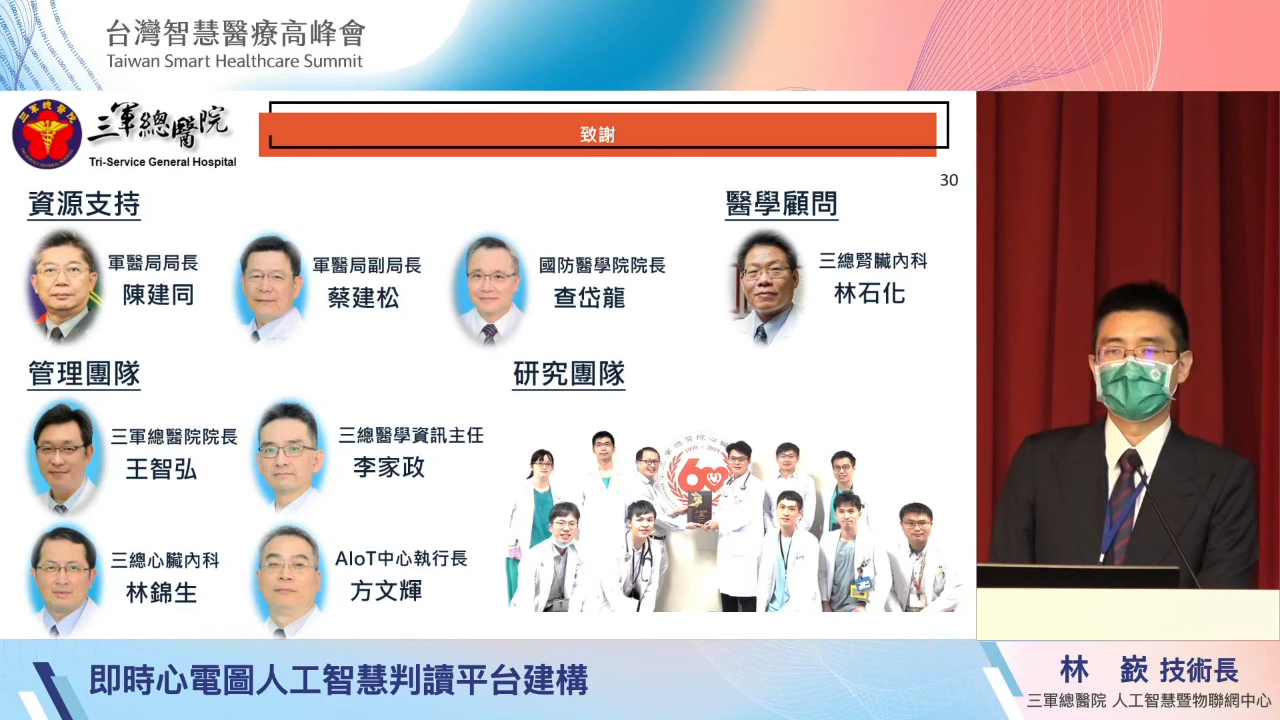 台灣智慧醫療高峰會
Taiwan Smart Healthcare Summit
三軍總醫院
三軍總醫院
Tri-Service General Hospital
致謝
30
資源支持
醫學顧問
軍醫局局長
陳建同
軍醫局副局長
蔡建松
國防醫學院院長
查岱龍
三總腎臟內科
林石化
管理團隊
研究團隊
三軍總醫院院長
王智弘
三總醫學資訊主任
李家政
三總心臟內科
林錦生
AIoT中心執行長
方文輝
60
即時心電圖人工智慧判讀平台建構
林 嶔 技術長
三軍總醫院 人工智慧暨物聯網中心